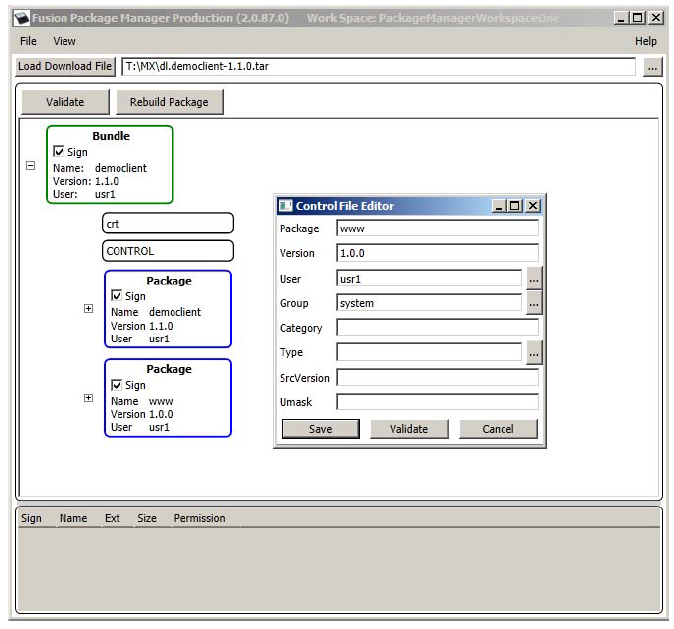 Fusion Package Manager Production (2.0.87.0) Work Space: PackageManagerWorkspaceOne
File View Help
Load Download File T:\MX\dl.democlient-1.1.0.tar ...
Validate Rebuild Package
Bundle
Sign
Name: democlient
Version: 1.1.0
User: usr1
crt
CONTROL
Package
Sign
Name democlient
Version 1.1.0
User usr1
Package
Sign
Name www
Version 1.0.0
User usr1
Control File Editor
Package www
Version 1.0.0
User usr1 ...
Group system ...
Category
Type ...
SrcVersion
Umask
Save Validate Cancel
Sign Name Ext Size Permission